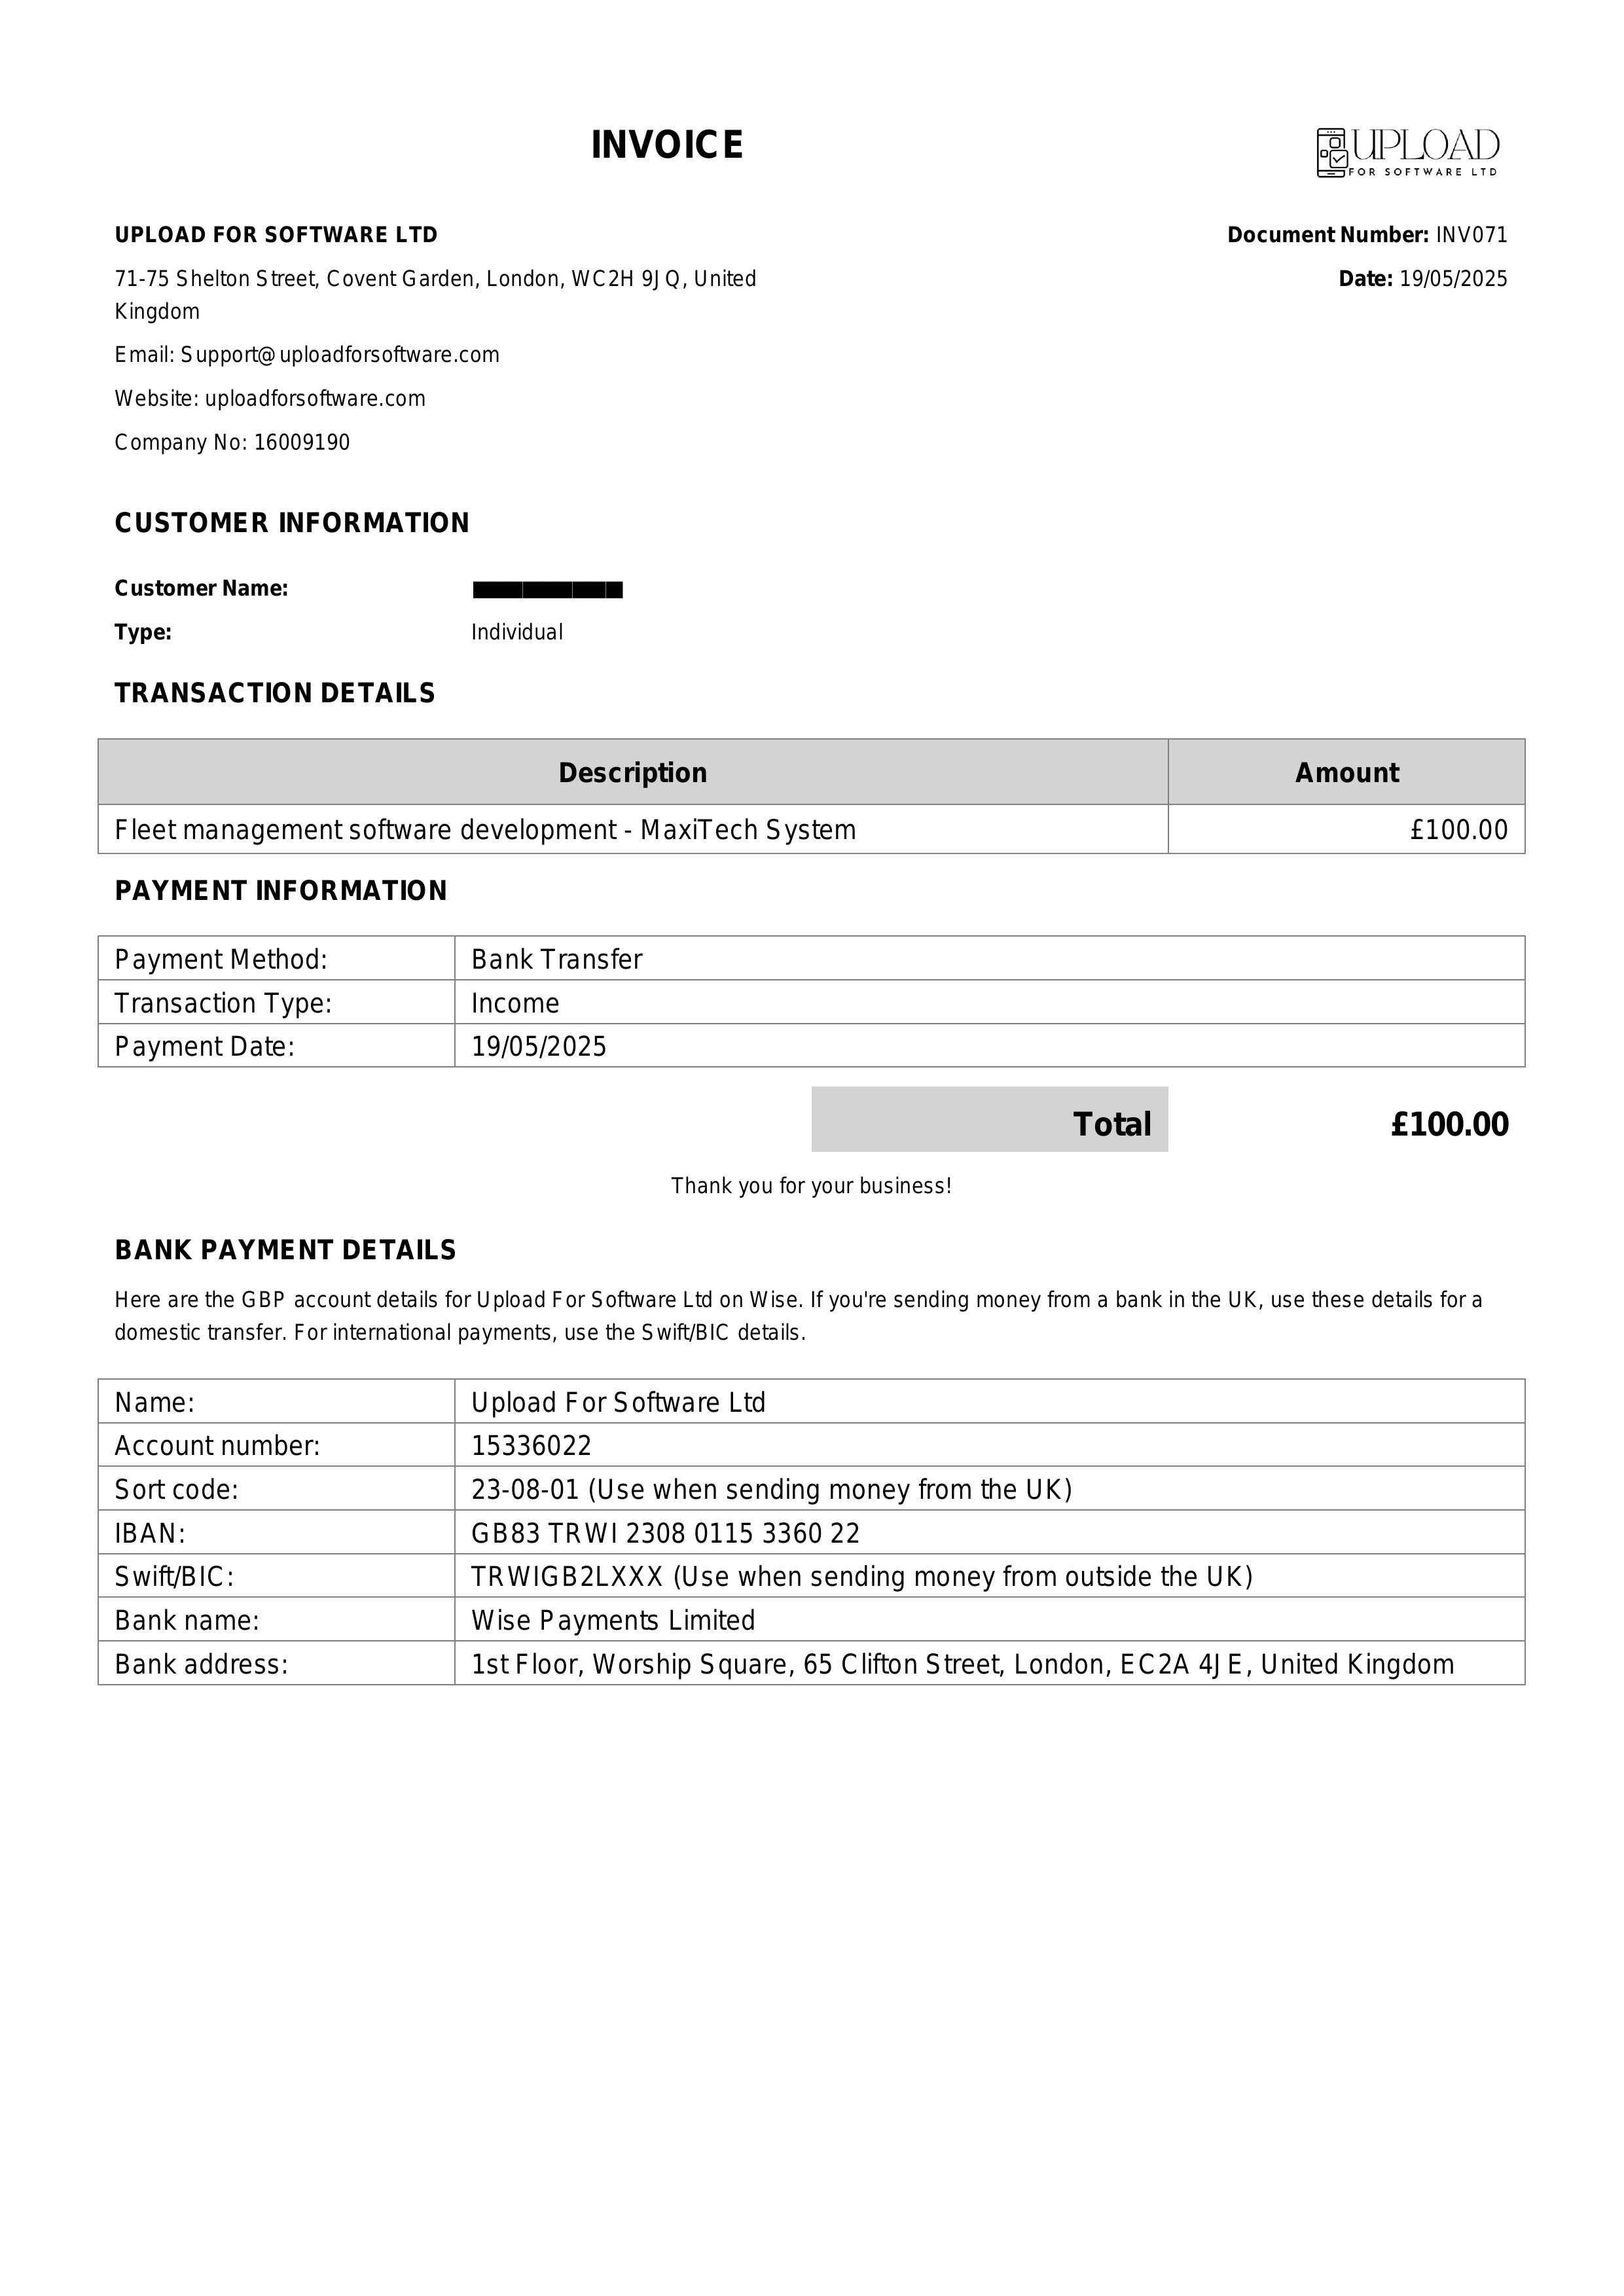 INVOICE
UPLOAD
FOR SOFTWARE LTD
UPLOAD FOR SOFTWARE LTD
Document Number: INV071
71-75 Shelton Street, Covent Garden, London, WC2H 9JQ, United
Kingdom
Date: 19/05/2025
Email: Support@uploadforsoftware.com
Website: uploadforsoftware.com
Company No: 16009190
CUSTOMER INFORMATION
Customer Name:
Type: Individual
TRANSACTION DETAILS
Description Amount
Fleet management software development - MaxiTech System £100.00
PAYMENT INFORMATION
Payment Method: Bank Transfer
Transaction Type: Income
Payment Date: 19/05/2025
Total £100.00
Thank you for your business!
BANK PAYMENT DETAILS
Here are the GBP account details for Upload For Software Ltd on Wise. If you're sending money from a bank in the UK, use these details for a
domestic transfer. For international payments, use the Swift/BIC details.
Name: Upload For Software Ltd
Account number: 15336022
Sort code: 23-08-01 (Use when sending money from the UK)
IBAN: GB83 TRWI 2308 0115 3360 22
Swift/BIC: TRWIGB2LXXX (Use when sending money from outside the UK)
Bank name: Wise Payments Limited
Bank address: 1st Floor, Worship Square, 65 Clifton Street, London, EC2A 4JE, United Kingdom